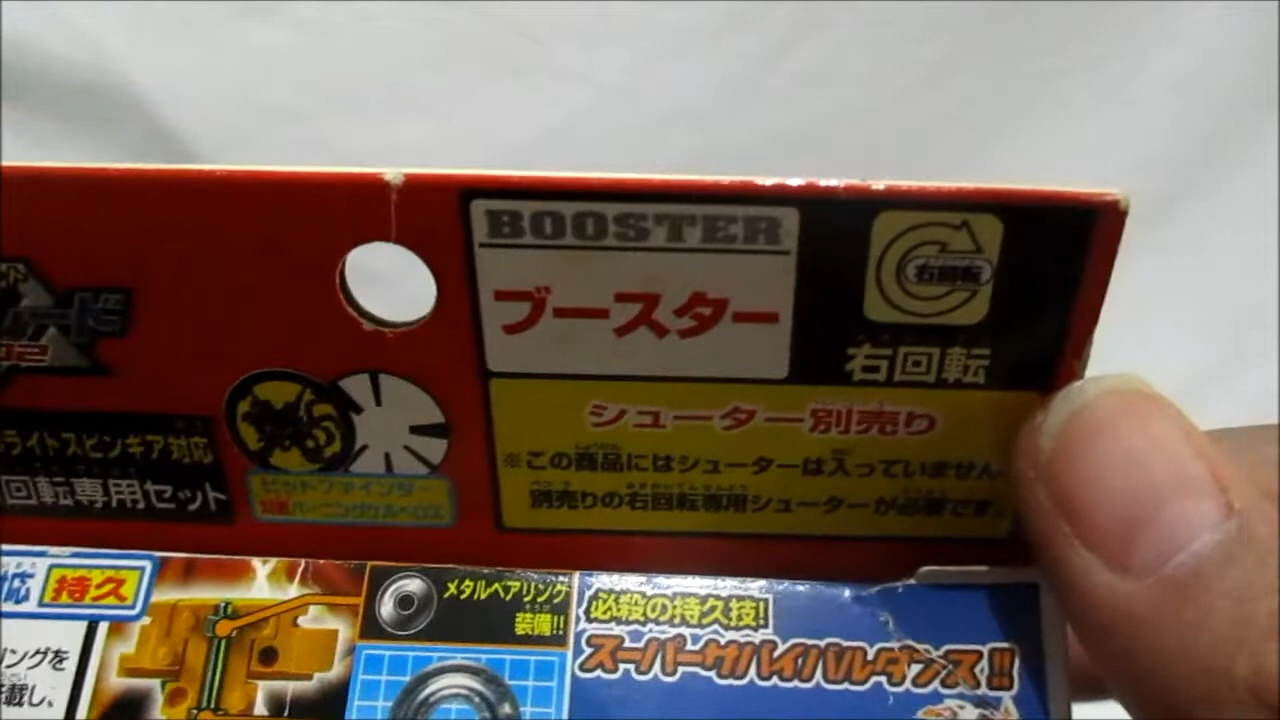 BOOSTER
ブースター
右回転
右回転
シューター別売り
※この商品にはシューターは入っていません。
別売りの右回転専用シューターが必要です。
ライトスピンギア対応
回転専用セット
ビットファインダー
持久
メタルベアリング
装備!!
必殺の持久技!
スーパーサバイバルダンス!!
ングを
載し、